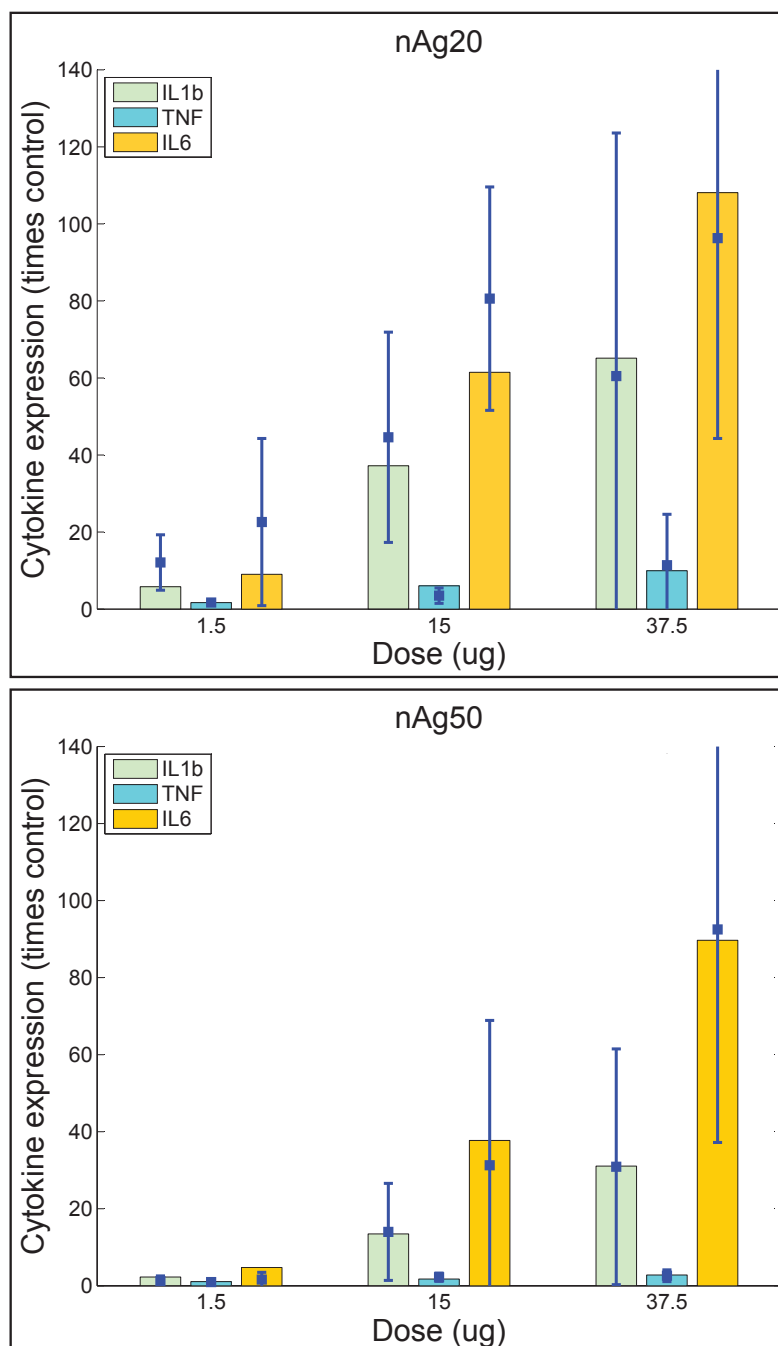 nAg20
Cytokine expression (times control)
140
120
100
80
60
40
20
0
IL1b
TNF
IL6
1.5
15
37.5
Dose (ug)
nAg50
Cytokine expression (times control)
140
120
100
80
60
40
20
0
IL1b
TNF
IL6
1.5
15
37.5
Dose (ug)